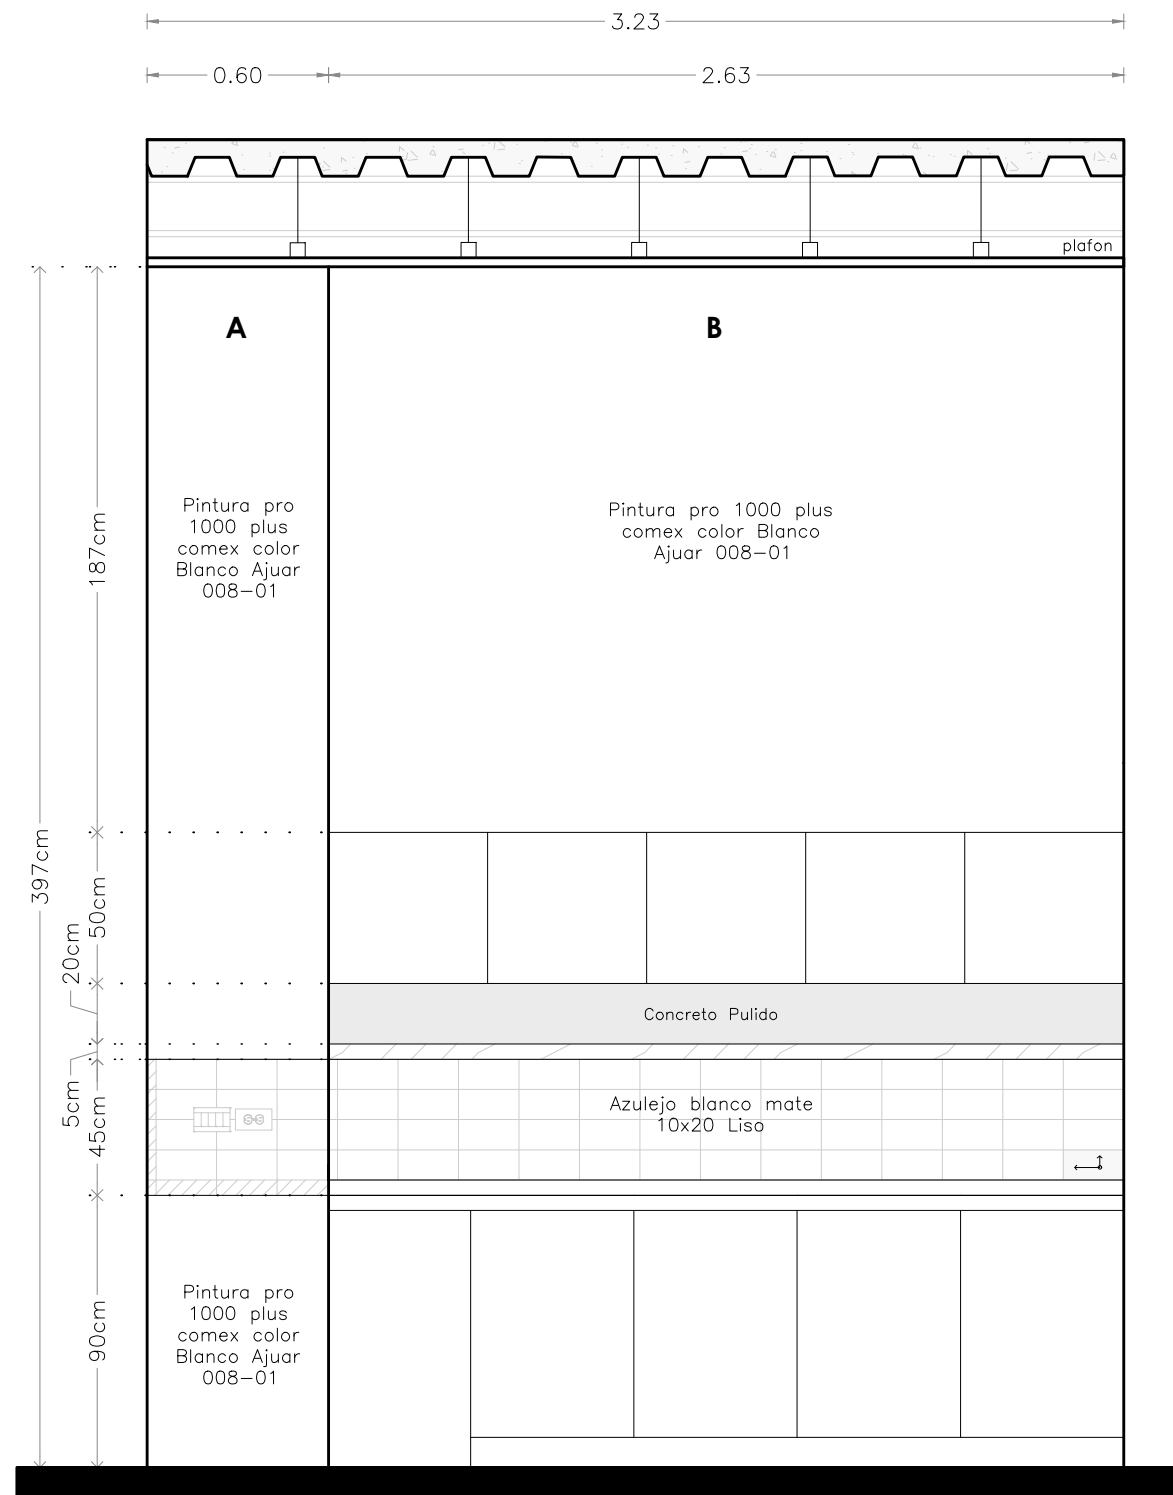 3.23
0.60
2.63
plafon
A
B
Pintura pro
1000 plus
comex color
Blanco Ajuar
008-01
Pintura pro 1000 plus
comex color Blanco
Ajuar 008-01
187cm
397cm
50cm
20cm
Concreto Pulido
5cm
45cm
Azulejo blanco mate
10x20 Liso
90cm
Pintura pro
1000 plus
comex color
Blanco Ajuar
008-01